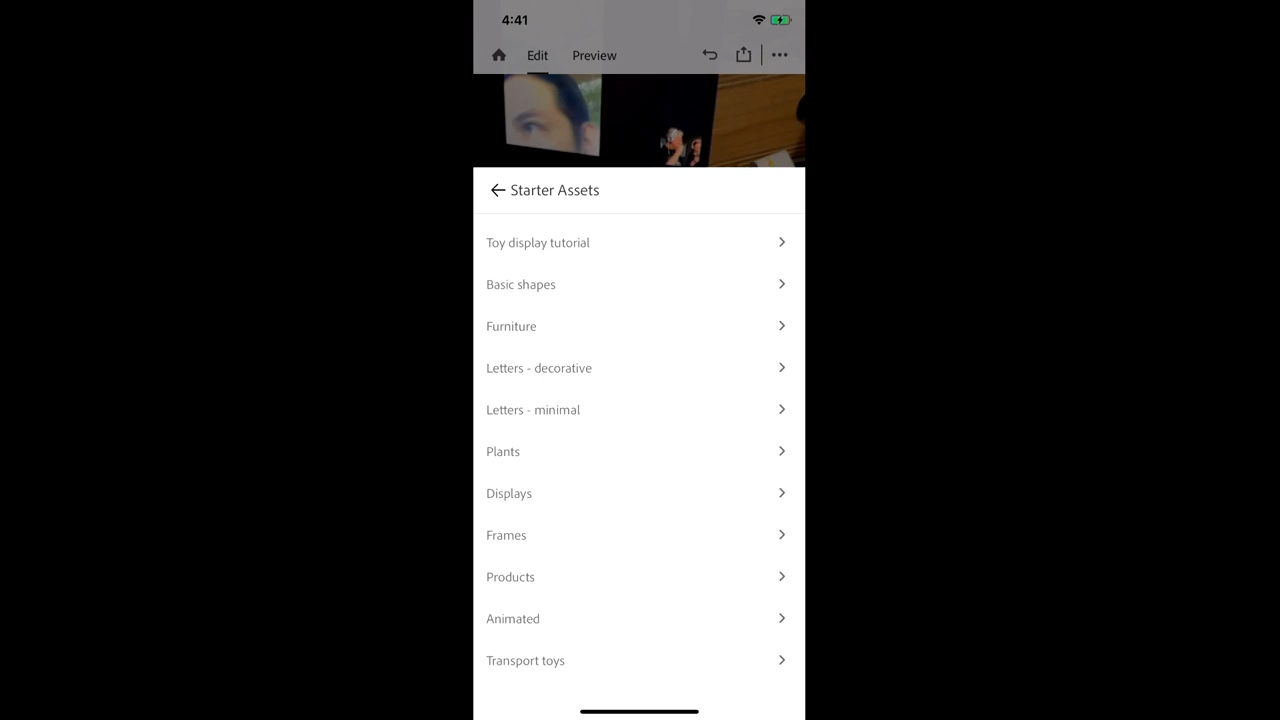 4:41
Edit Preview
Starter Assets
Toy display tutorial
Basic shapes
Furniture
Letters - decorative
Letters - minimal
Plants
Displays
Frames
Products
Animated
Transport toys